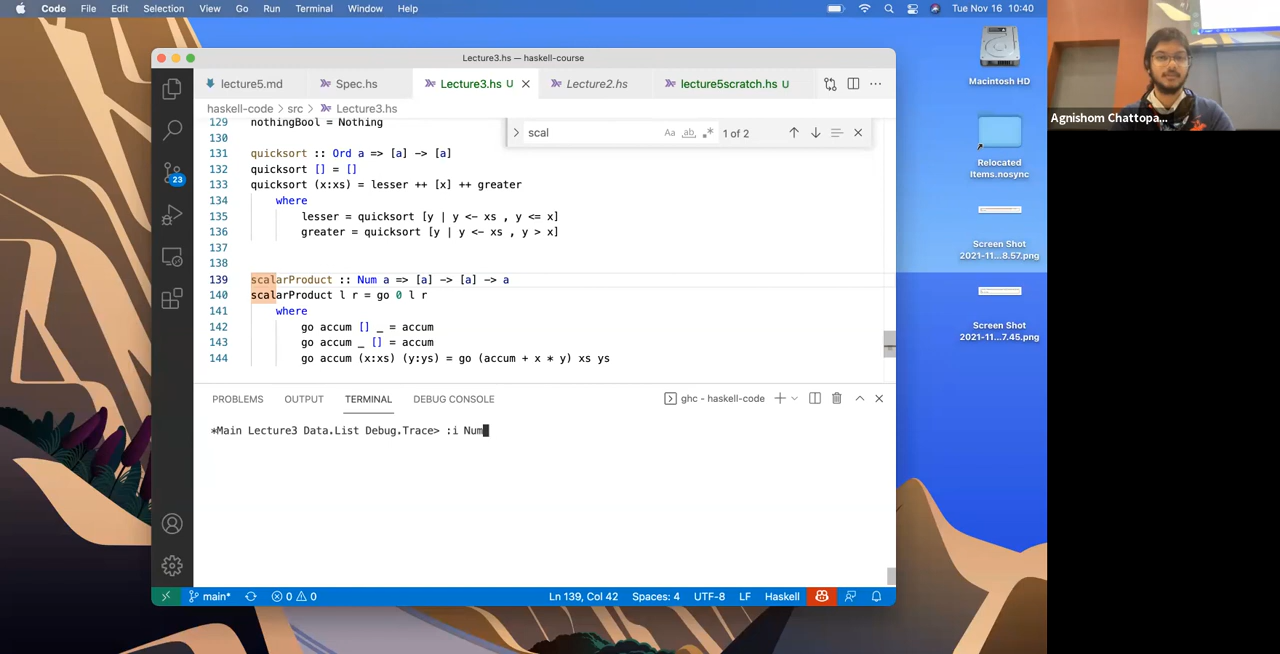 Code File Edit Selection View Go Run Terminal Window Help Tue Nov 16 10:40
Lecture3.hs — haskell-course
lecture5.md Spec.hs Lecture3.hs U Lecture2.hs lecture5scratch.hs U
haskell-code > src > Lecture3.hs
scal Aa ab 1 of 2
129 nothingBool = Nothing
130
131 quicksort :: Ord a => [a] -> [a]
132 quicksort [] = []
133 quicksort (x:xs) = lesser ++ [x] ++ greater
134 where
135 lesser = quicksort [y | y <- xs , y <= x]
136 greater = quicksort [y | y <- xs , y > x]
137
138
139 scalarProduct :: Num a => [a] -> [a] -> a
140 scalarProduct l r = go 0 l r
141 where
142 go accum [] _ = accum
143 go accum _ [] = accum
144 go accum (x:xs) (y:ys) = go (accum + x * y) xs ys
23
PROBLEMS OUTPUT TERMINAL DEBUG CONSOLE ghc - haskell-code
*Main Lecture3 Data.List Debug.Trace> :i Num
main* 0 0 Ln 139, Col 42 Spaces: 4 UTF-8 LF Haskell
Macintosh HD
Relocated
Items.nosync
Screen Shot
2021-11...8.57.png
Screen Shot
2021-11...7.45.png
Agnishom Chattopa...